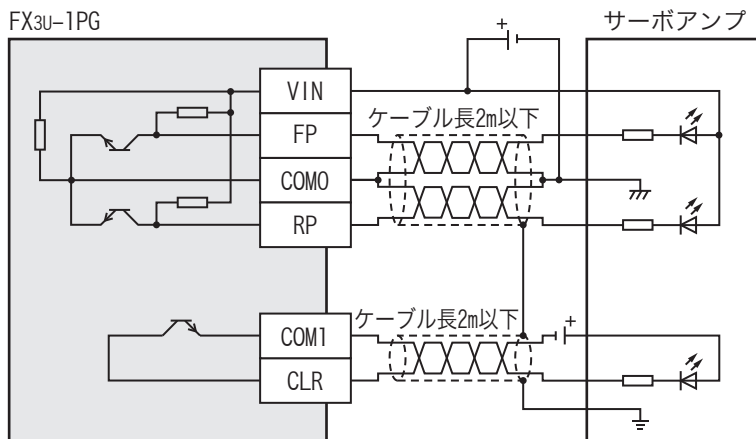 FX3U-1PG
サーボアンプ
+
VIN
ケーブル長2m以下
FP
COM0
RP
ケーブル長2m以下
+
COM1
CLR